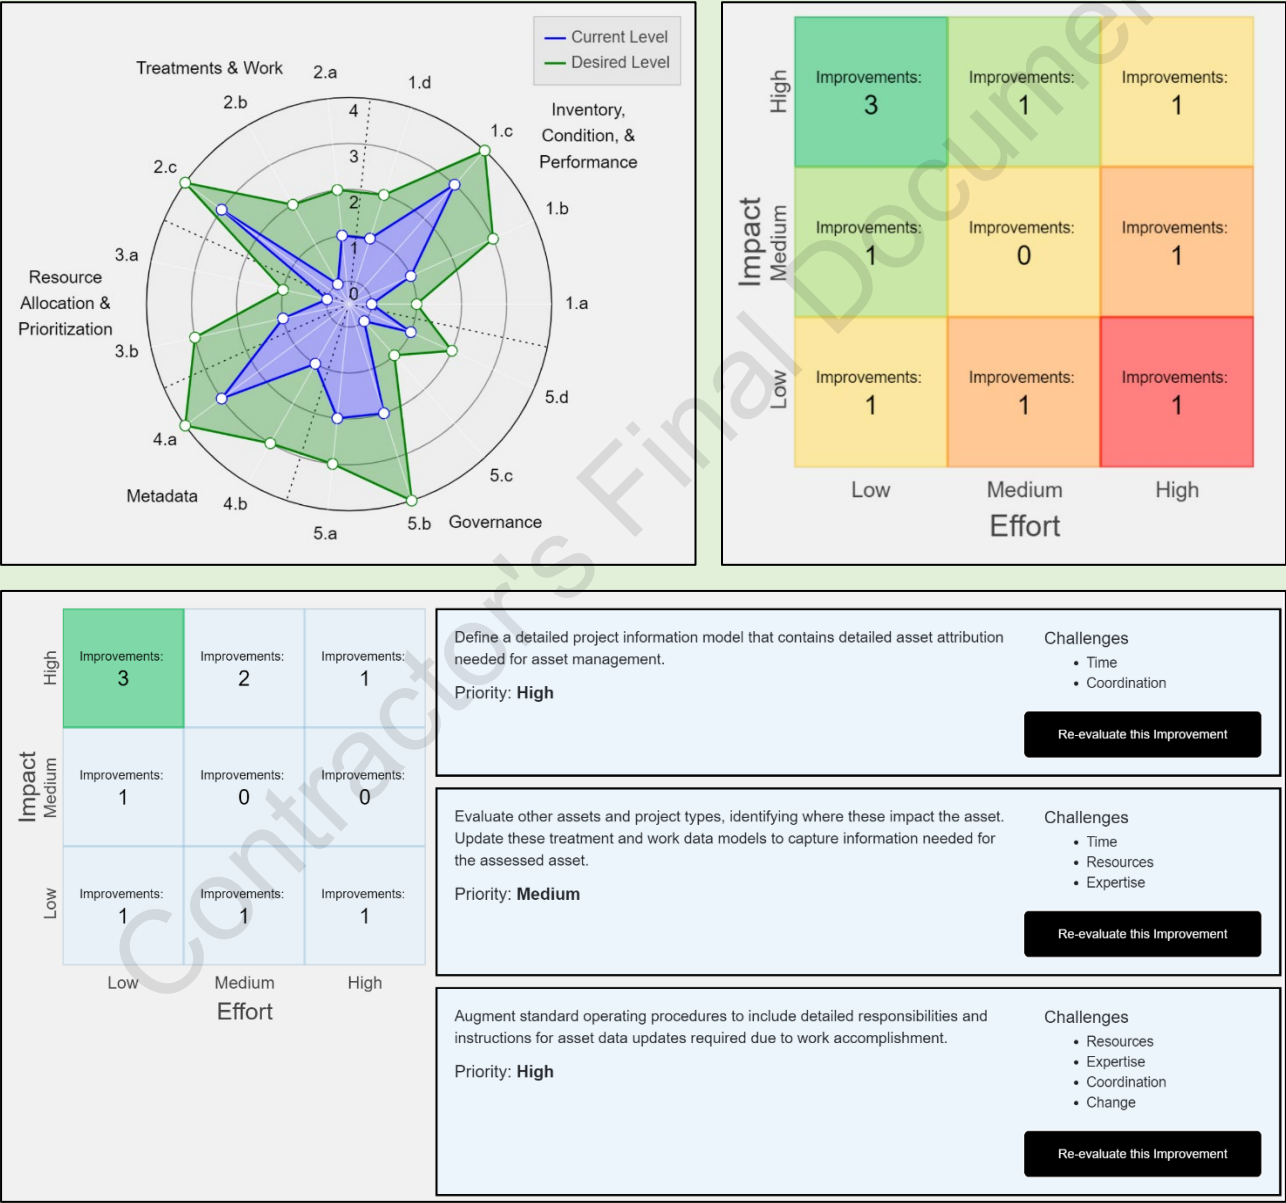 Current Level
Desired Level
Treatments & Work
2.a
1.d
2.b
Inventory,
Condition, &
Performance
1.c
2.c
1.b
3.a
Resource
Allocation &
Prioritization
1.a
3.b
5.d
4.a
5.c
Metadata
4.b
5.a
5.b
Governance
4
3
2
1
0
Impact
High
Medium
Low
Improvements:
3
Improvements:
1
Improvements:
1
Improvements:
1
Improvements:
0
Improvements:
1
Improvements:
1
Improvements:
1
Improvements:
1
Low
Medium
High
Effort
Impact
High
Medium
Low
Improvements:
3
Improvements:
2
Improvements:
1
Improvements:
1
Improvements:
0
Improvements:
0
Improvements:
1
Improvements:
1
Improvements:
1
Low
Medium
High
Effort
Define a detailed project information model that contains detailed asset attribution
needed for asset management.
Priority: High
Challenges
• Time
• Coordination
Re-evaluate this Improvement
Evaluate other assets and project types, identifying where these impact the asset.
Update these treatment and work data models to capture information needed for
the assessed asset.
Priority: Medium
Challenges
• Time
• Resources
• Expertise
Re-evaluate this Improvement
Augment standard operating procedures to include detailed responsibilities and
instructions for asset data updates required due to work accomplishment.
Priority: High
Challenges
• Resources
• Expertise
• Coordination
• Change
Re-evaluate this Improvement
Contractor's Final Documen